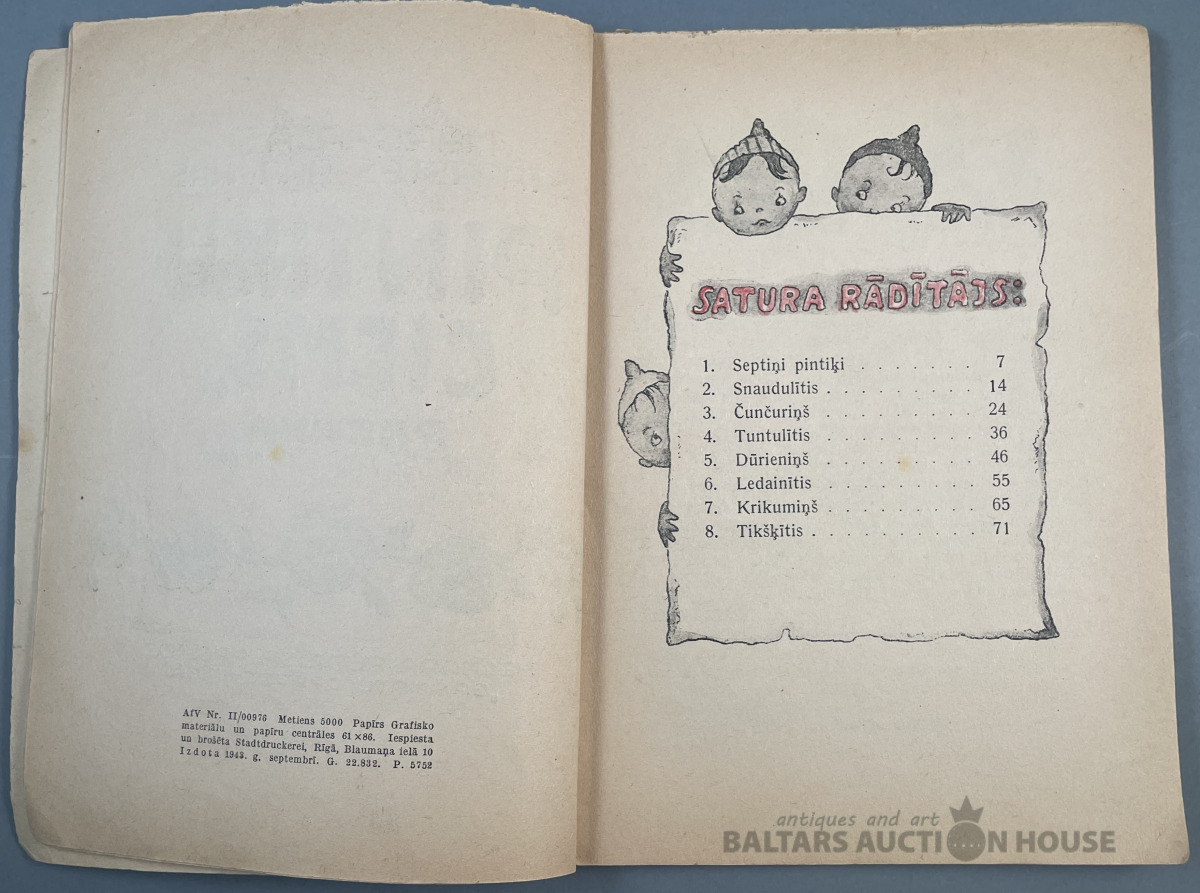 AfV Nr. II/00976 Metiens 5000 Papīrs Grafisko
materiālu un papīru centrāles 61×86. Iespiesta
un brošēta Stadtdruckerei, Rīgā, Blaumaņa ielā 10
Izdota 1943. g. septembrī. G. 22.832. P. 5752
SATURA RĀDĪTĀJS:
1. Septiņi pintiķi . . . . . . . 7
2. Snaudulītis . . . . . . . . . 14
3. Čunčuriņš . . . . . . . . . 24
4. Tuntulītis . . . . . . . . . 36
5. Dūrieniņš . . . . . . . . . 46
6. Ledainītis . . . . . . . . . 55
7. Krikumiņš . . . . . . . . . 65
8. Tikšķītis . . . . . . . . . . 71
antiques and art
BALTARS AUCTION HOUSE